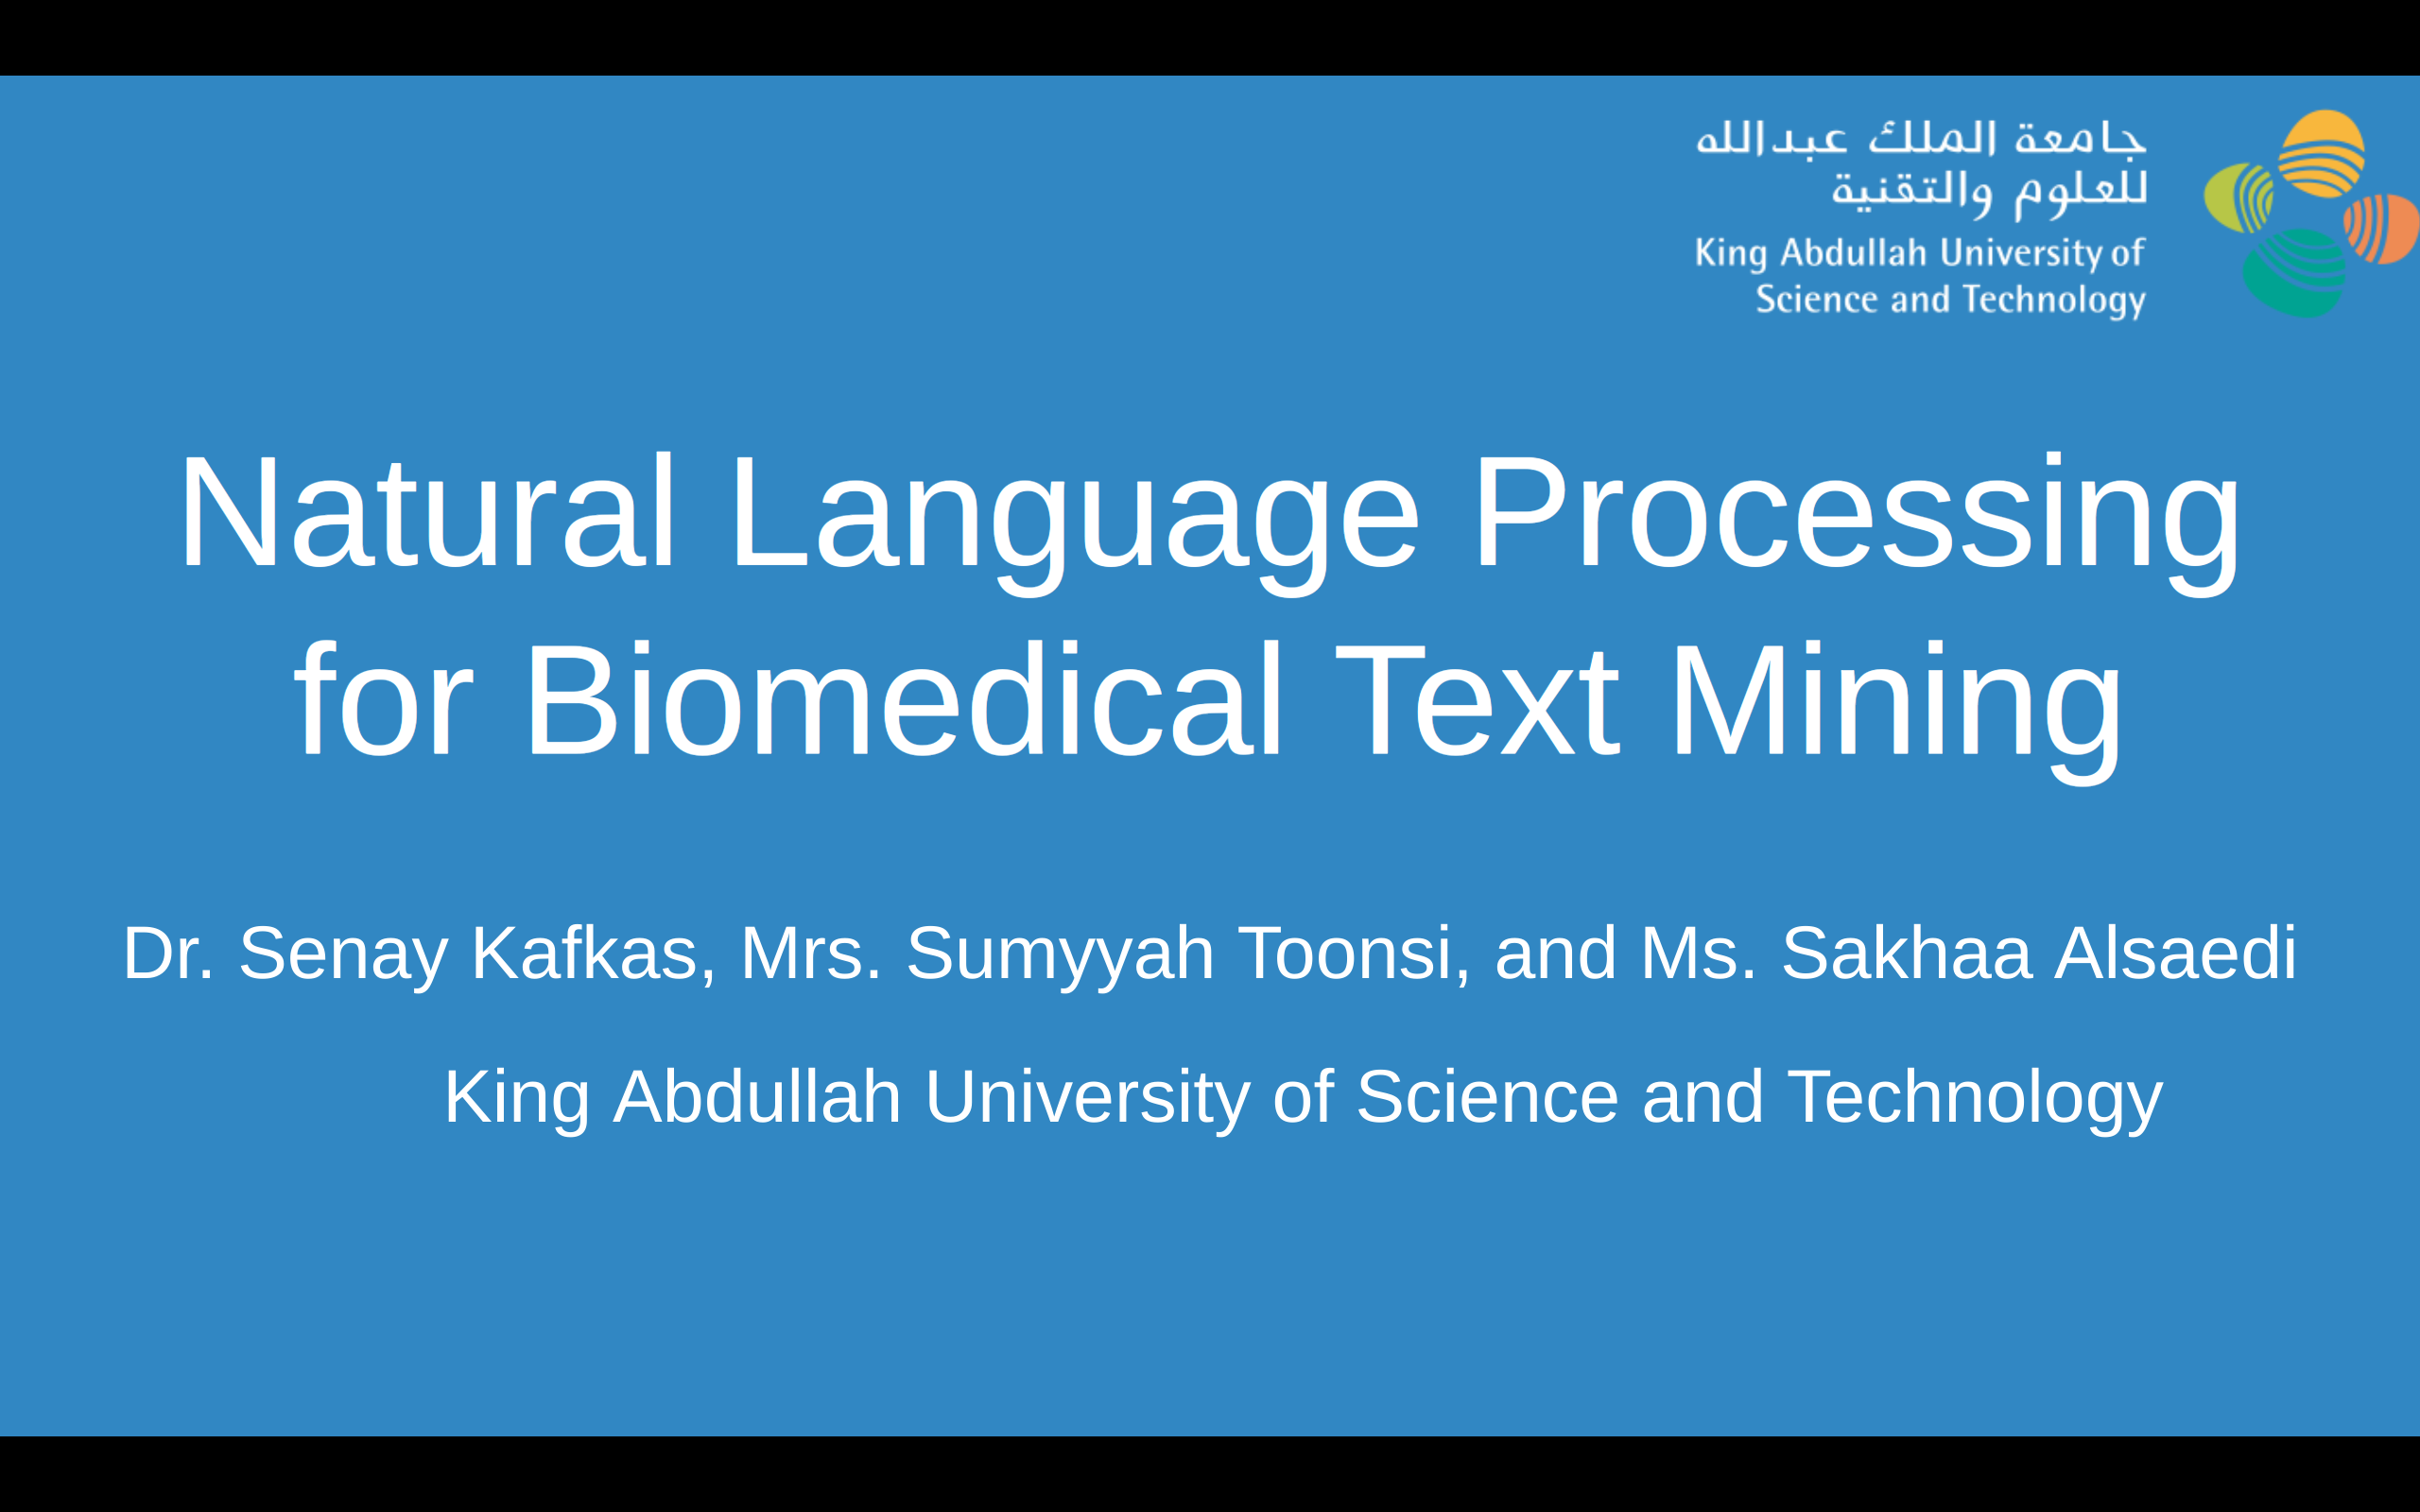 جامعة الملك عبدالله
للعلوم والتقنية
King Abdullah University of
Science and Technology
Natural Language Processing
for Biomedical Text Mining
Dr. Senay Kafkas, Mrs. Sumyyah Toonsi, and Ms. Sakhaa Alsaedi
King Abdullah University of Science and Technology